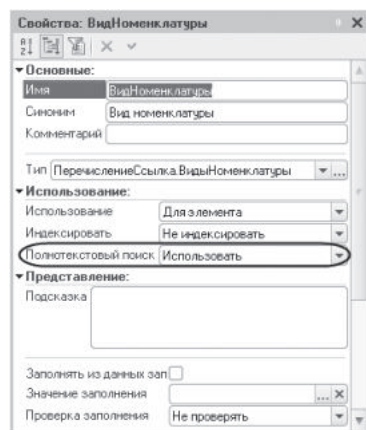 Свойства: ВидНоменклатуры
Основные:
Имя ВидНоменклатуры
Синоним Вид номенклатуры
Комментарий
Тип ПеречислениеСсылка.ВидыНоменклатуры
Использование:
Использование Для элемента
Индексировать Не индексировать
Полнотекстовый поиск Использовать
Представление:
Подсказка
Заполнять из данных зап
Значение заполнения
Проверка заполнения Не проверять